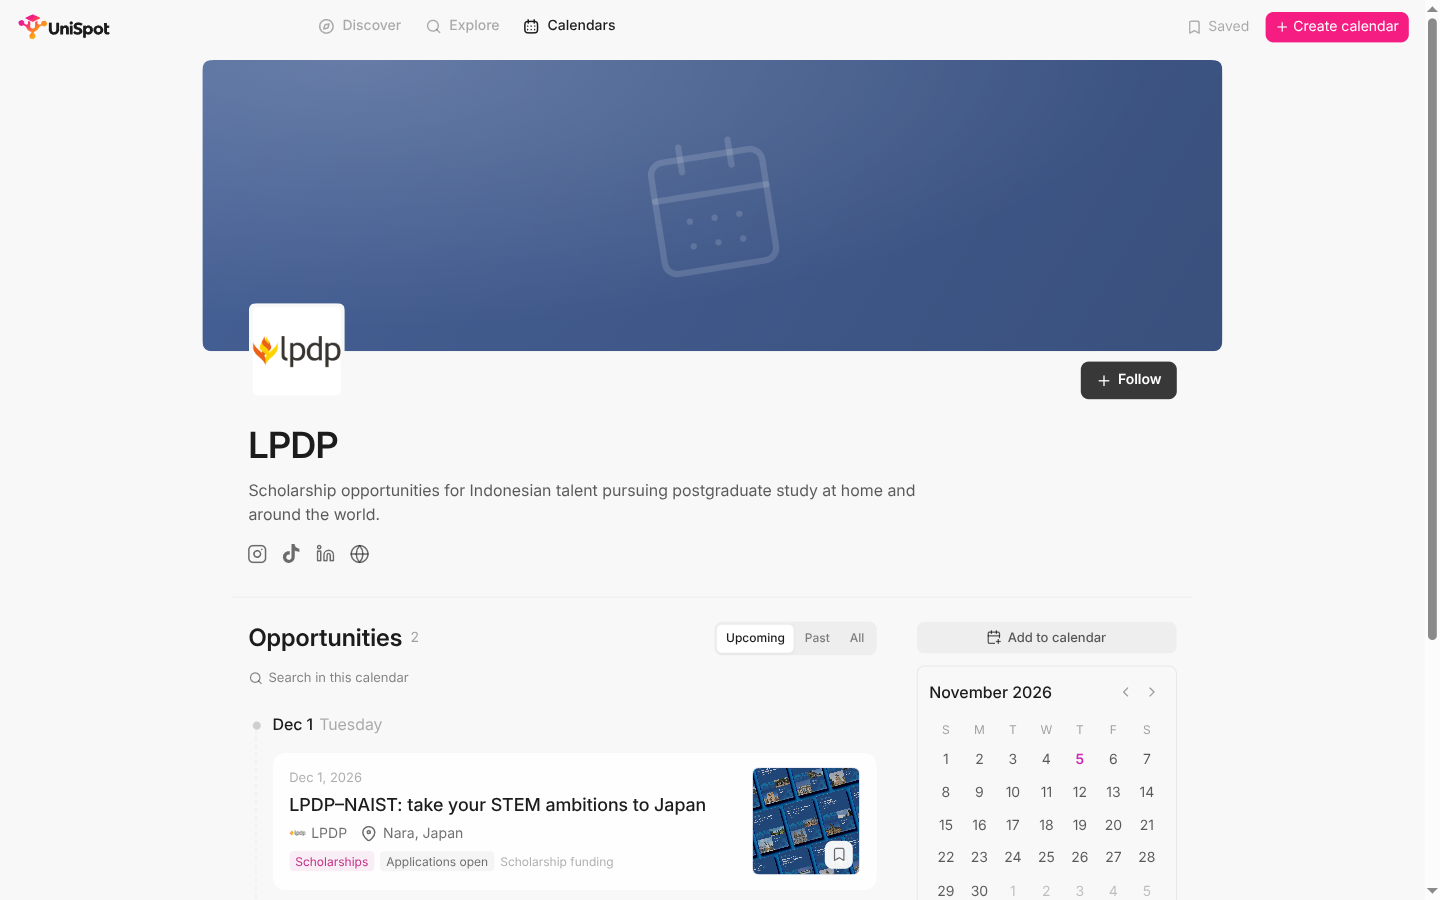 UniSpot
Discover
Explore
Calendars
Saved
Create calendar
lpdp
Follow
LPDP
Scholarship opportunities for Indonesian talent pursuing postgraduate study at home and
around the world.
Opportunities 2
Upcoming Past All
Search in this calendar
Dec 1 Tuesday
Dec 1, 2026
LPDP–NAIST: take your STEM ambitions to Japan
LPDP Nara, Japan
Scholarships Applications open Scholarship funding
Add to calendar
November 2026
S M T W T F S
1 2 3 4 5 6 7
8 9 10 11 12 13 14
15 16 17 18 19 20 21
22 23 24 25 26 27 28
29 30 1 2 3 4 5